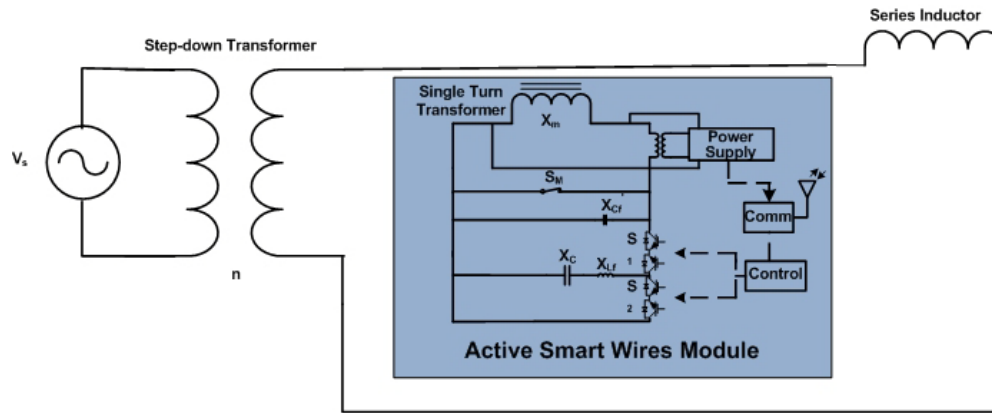 Series Inductor
Step-down Transformer
Single Turn
Transformer
Xm
Power
Supply
Vs
SM
XCf
Comm
S
XC
XLf
1
Control
S
2
n
Active Smart Wires Module